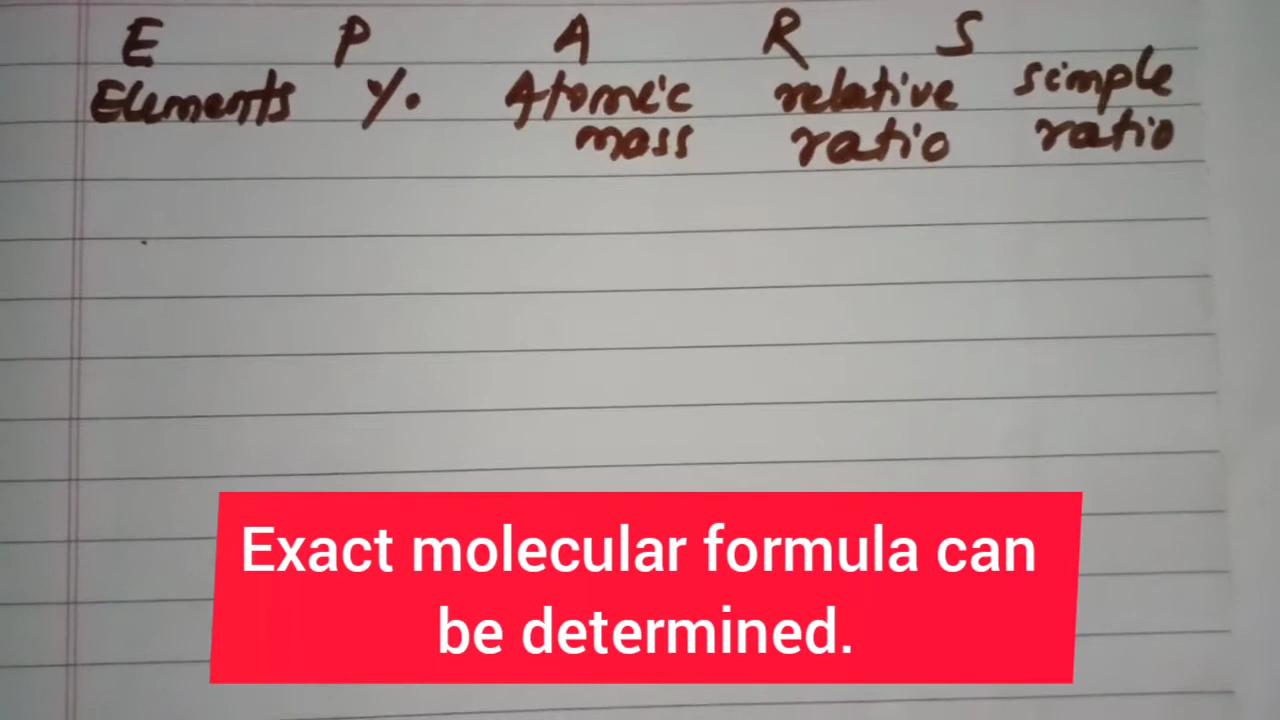 E P A R S
Elements %. Atomic relative simple
mass ratio ratio
Exact molecular formula can
be determined.